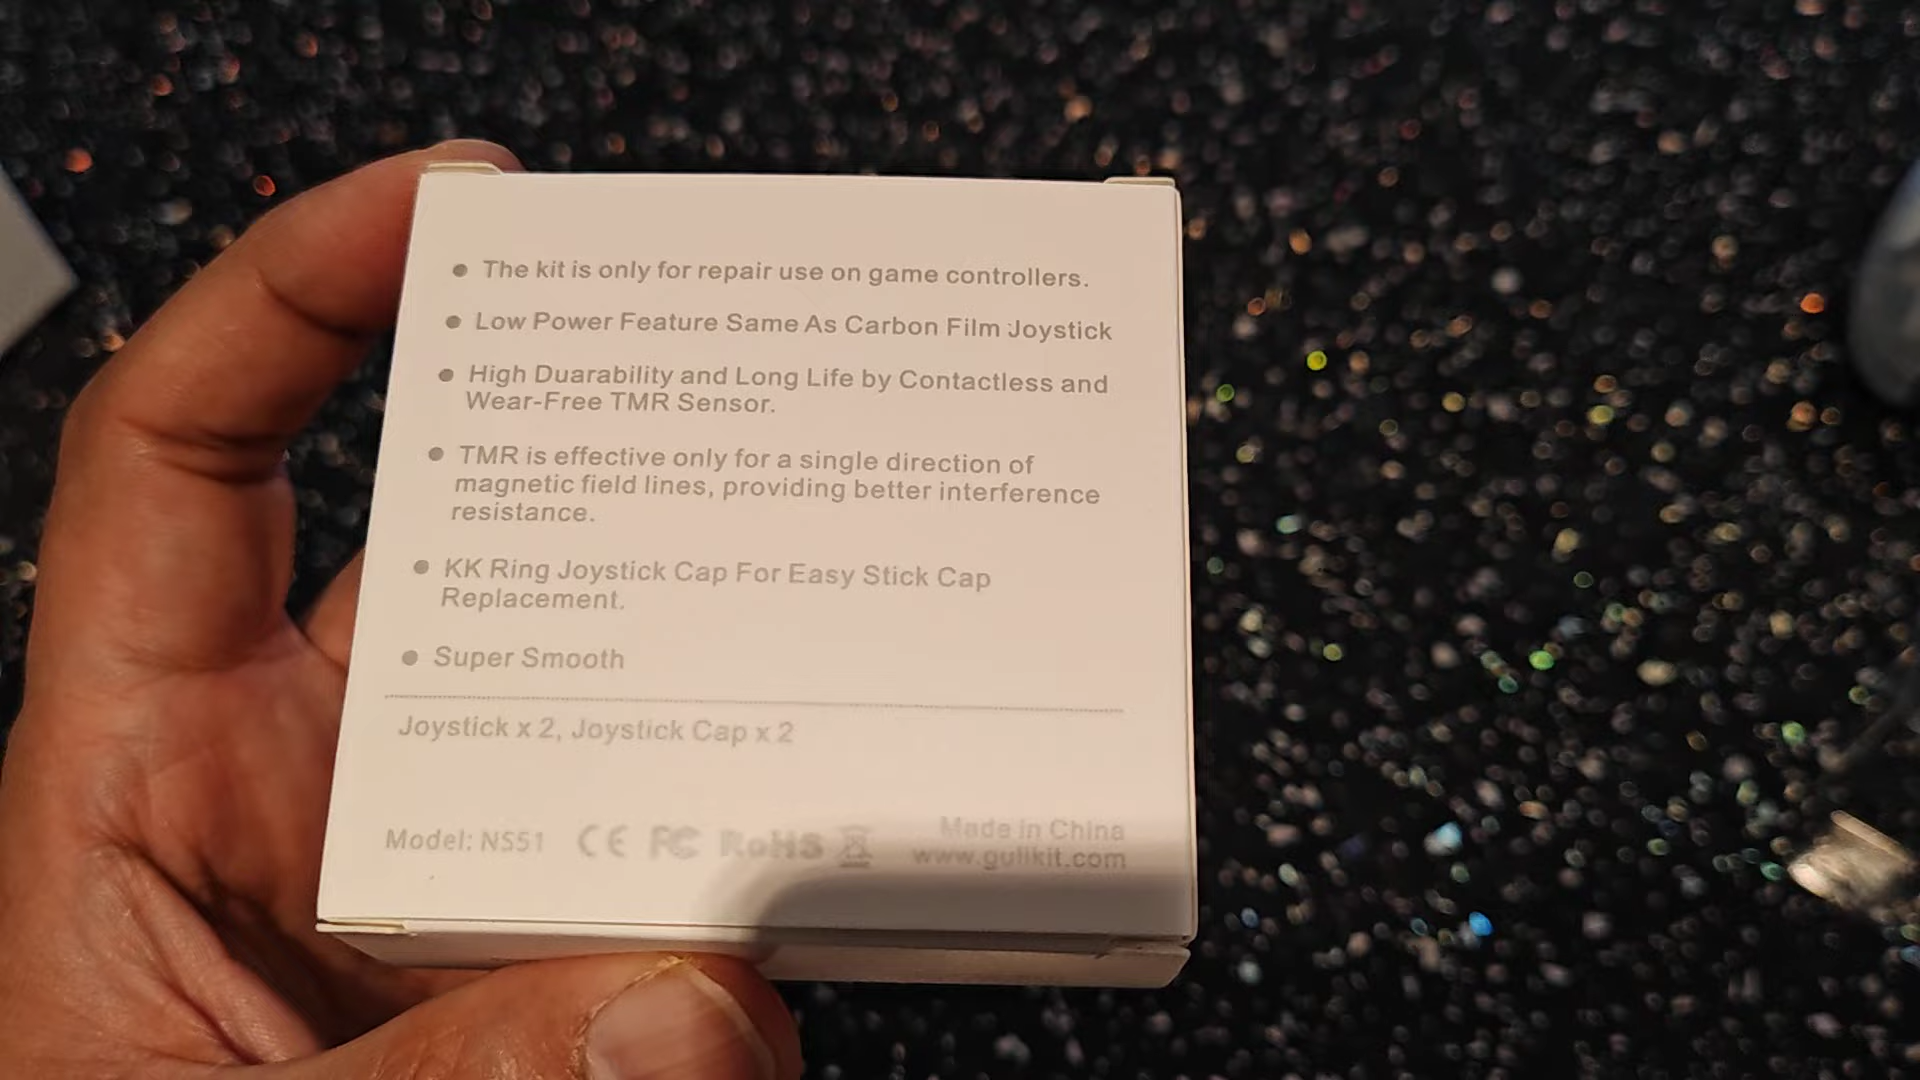 ● The kit is only for repair use on game controllers.
● Low Power Feature Same As Carbon Film Joystick
● High Duarability and Long Life by Contactless and
Wear-Free TMR Sensor.
● TMR is effective only for a single direction of
magnetic field lines, providing better interference
resistance.
● KK Ring Joystick Cap For Easy Stick Cap
Replacement.
● Super Smooth
Joystick x 2, Joystick Cap x 2
Model: NS51 CE FC RoHS
Made in China
www.gulikit.com